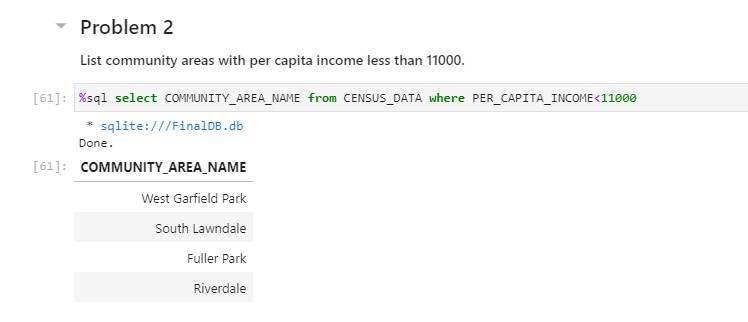 Problem 2
List community areas with per capita income less than 11000.
[61]: %sql select COMMUNITY_AREA_NAME from CENSUS_DATA where PER_CAPITA_INCOME<11000
* sqlite:///FinalDB.db
Done.
[61]: COMMUNITY_AREA_NAME
West Garfield Park
South Lawndale
Fuller Park
Riverdale